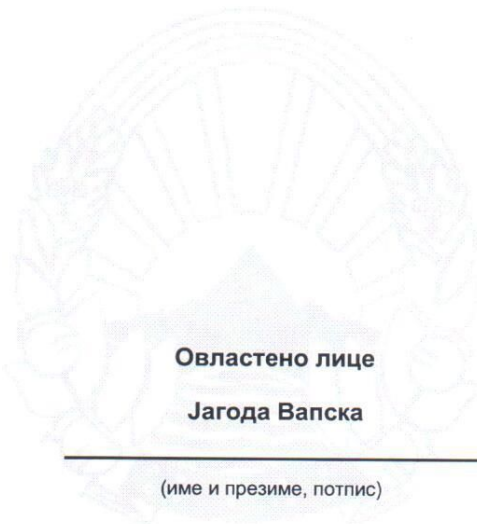 Овластено лице
Јагода Вапска
(име и презиме, потпис)